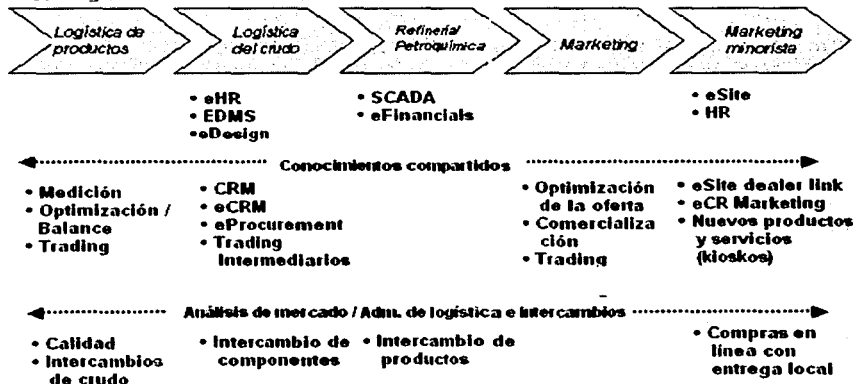 Logística de
productos
Logística
del crudo
Refinería/
Petroquímica
Marketing
Marketing
minorista
• eHR
• EDMS
• eDesign
• SCADA
• eFinancials
• eSite
• HR
Conocimientos compartidos
• Medición
• Optimización /
Balance
• Trading
• CRM
• eCRM
• eProcurement
• Trading
Intermediarios
• Optimización
de la oferta
• Comercializa
ción
• Trading
• eSite dealer link
• eCR Marketing
• Nuevos productos
y servicios
(kioskos)
Análisis de mercado / Adm. de logística e intercambios
• Calidad
• Intercambios
de crudo
• Intercambio de
componentes
• Intercambio de
productos
• Compras en
línea con
entrega local